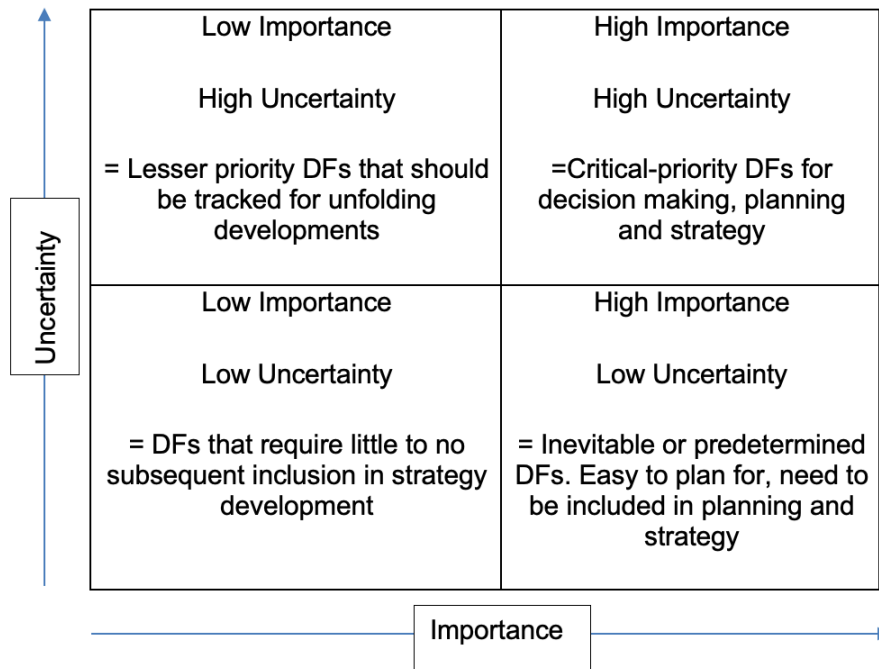 Low Importance
High Uncertainty
= Lesser priority DFs that should
be tracked for unfolding
developments
High Importance
High Uncertainty
=Critical-priority DFs for
decision making, planning
and strategy
Uncertainty
Low Importance
Low Uncertainty
= DFs that require little to no
subsequent inclusion in strategy
development
High Importance
Low Uncertainty
= Inevitable or predetermined
DFs. Easy to plan for, need to
be included in planning and
strategy
Importance